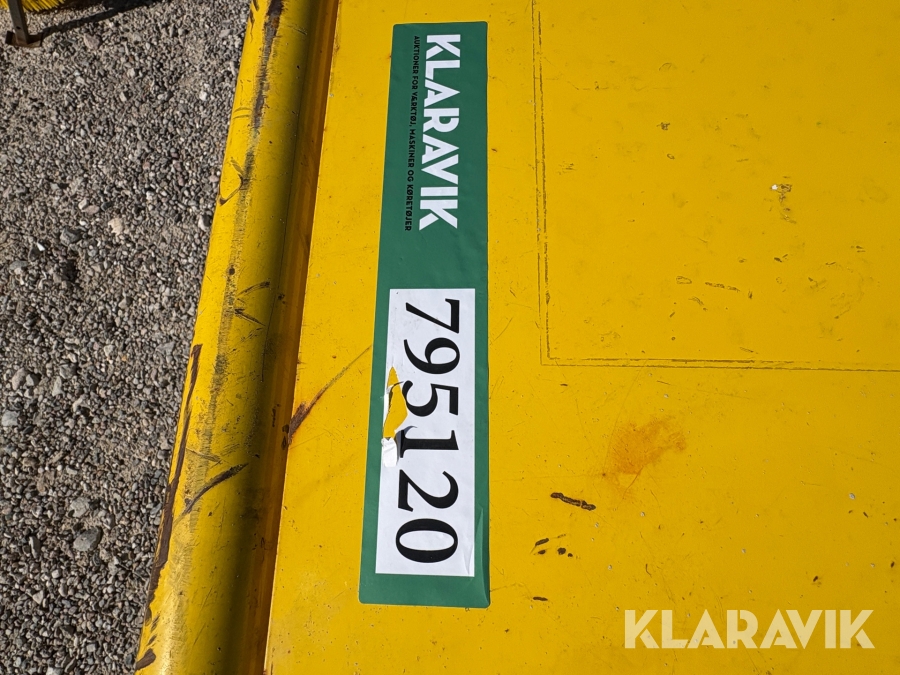 KLARAVIK
AUKTIONER FOR VÆRKTØJ, MASKINER OG KØRETØJER
795120
KLARAVIK